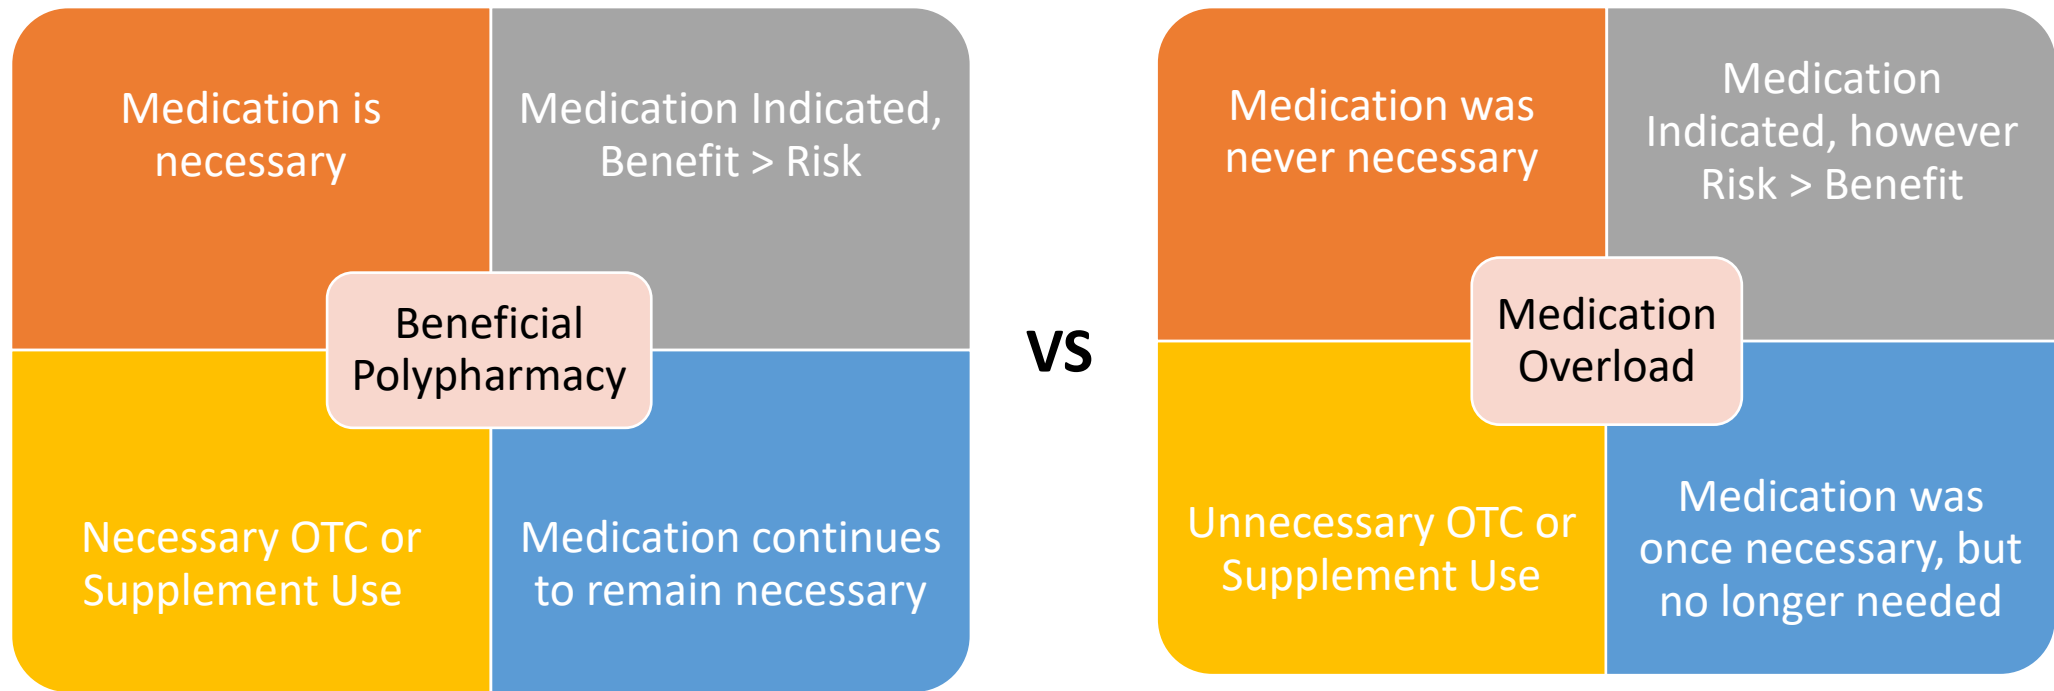 Medication is
necessary
Medication Indicated,
Benefit > Risk
Beneficial
Polypharmacy
Necessary OTC or
Supplement Use
Medication continues
to remain necessary
VS
Medication was
never necessary
Medication
Indicated, however
Risk > Benefit
Medication
Overload
Unnecessary OTC or
Supplement Use
Medication was
once necessary, but
no longer needed